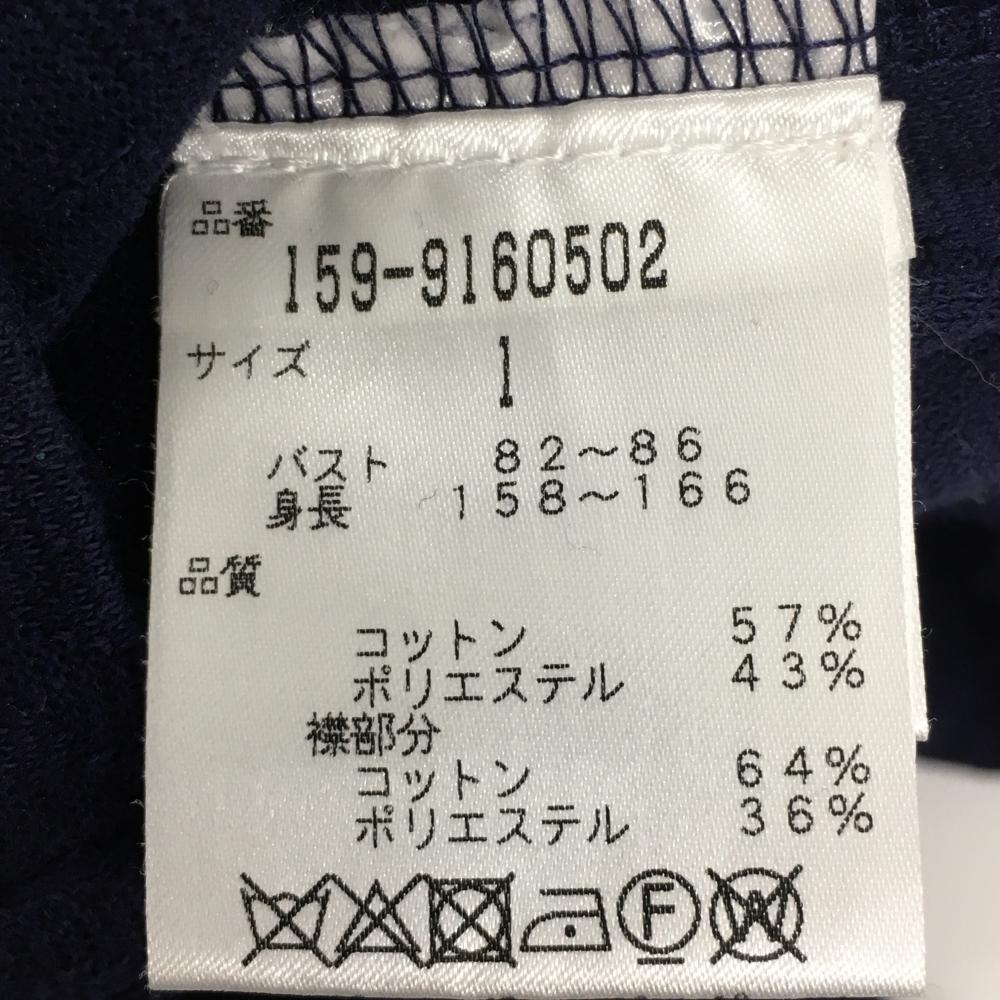 品番
159-9160502
サイズ 1
バスト 82～86
身長 158～166
品質
コットン 57%
ポリエステル 43%
襟部分
コットン 64%
ポリエステル 36%
F W